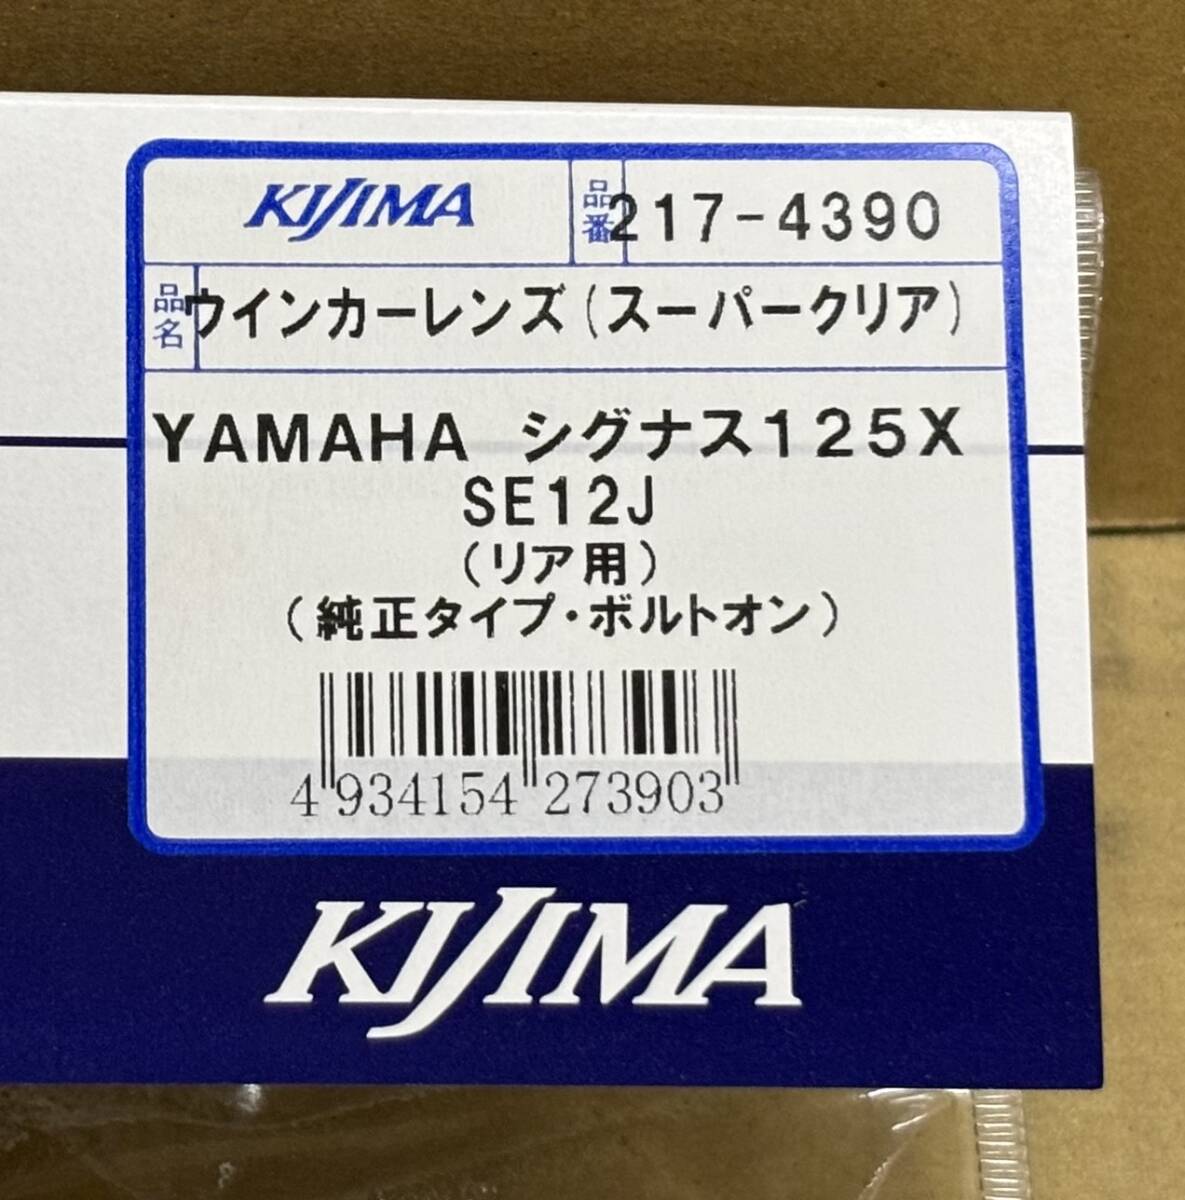 KIJIMA 品番 217-4390
品名 ウインカーレンズ(スーパークリア)
YAMAHA シグナス125X
SE12J
(リア用)
(純正タイプ・ボルトオン)
4 934154 273903
KIJIMA